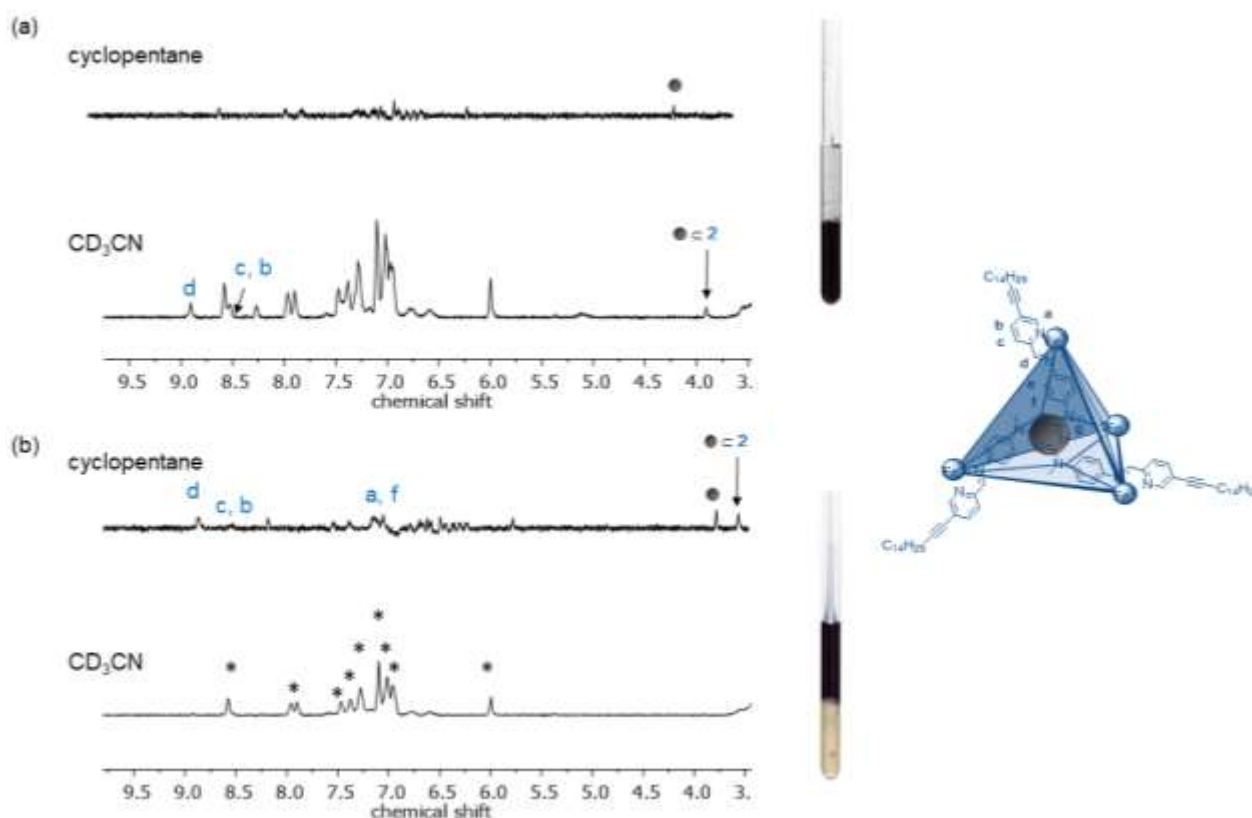 (a)
cyclopentane
CD3CN
d
c, b
⊂ 2
9.5 9.0 8.5 8.0 7.5 7.0 6.5 6.0 5.5 5.0 4.5 4.0 3.
chemical shift
C14H29
a
b
c
d
N
(b)
cyclopentane
d
c, b
a, f
⊂ 2
CD3CN
* * * * * * * * *
9.5 9.0 8.5 8.0 7.5 7.0 6.5 6.0 5.5 5.0 4.5 4.0 3.
chemical shift
N
N
N
C14H29
C14H2